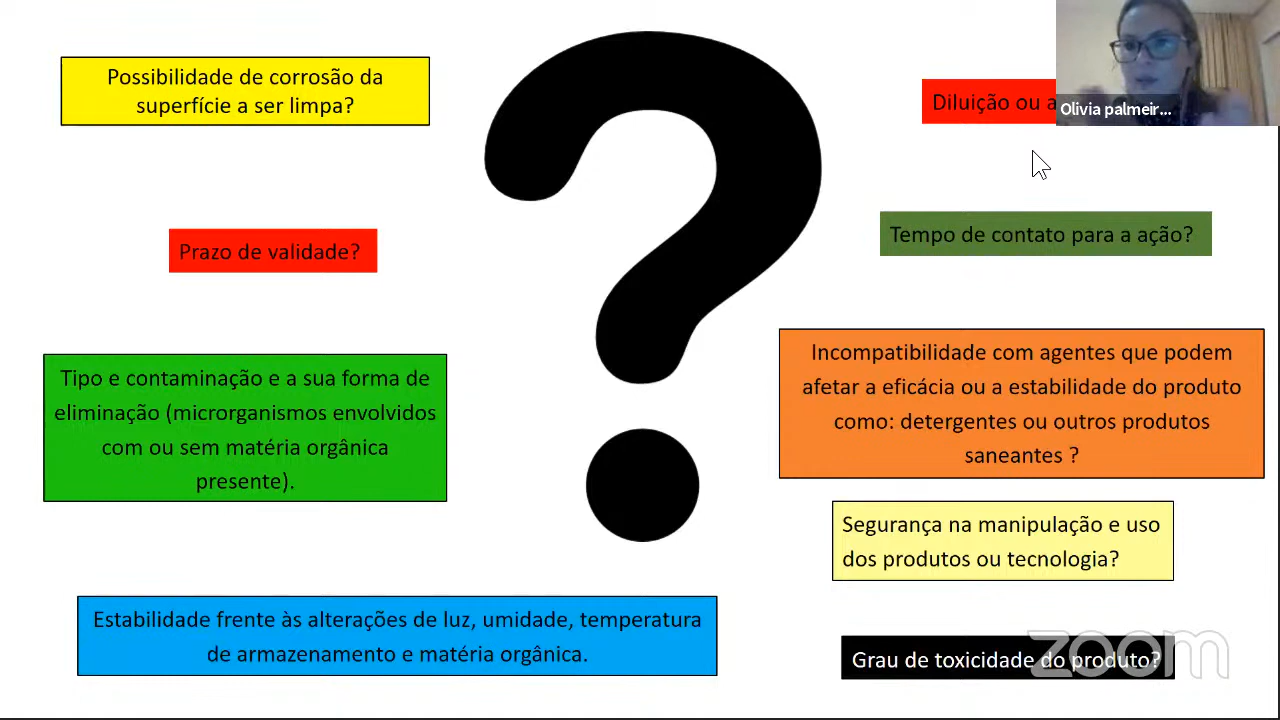 Possibilidade de corrosão da
superfície a ser limpa?
Diluição ou a
Olivia palmeir...
Prazo de validade?
Tempo de contato para a ação?
Tipo e contaminação e a sua forma de
eliminação (microrganismos envolvidos
com ou sem matéria orgânica
presente).
Incompatibilidade com agentes que podem
afetar a eficácia ou a estabilidade do produto
como: detergentes ou outros produtos
saneantes ?
Segurança na manipulação e uso
dos produtos ou tecnologia?
Estabilidade frente às alterações de luz, umidade, temperatura
de armazenamento e matéria orgânica.
Grau de toxicidade do produto?
zoom
?